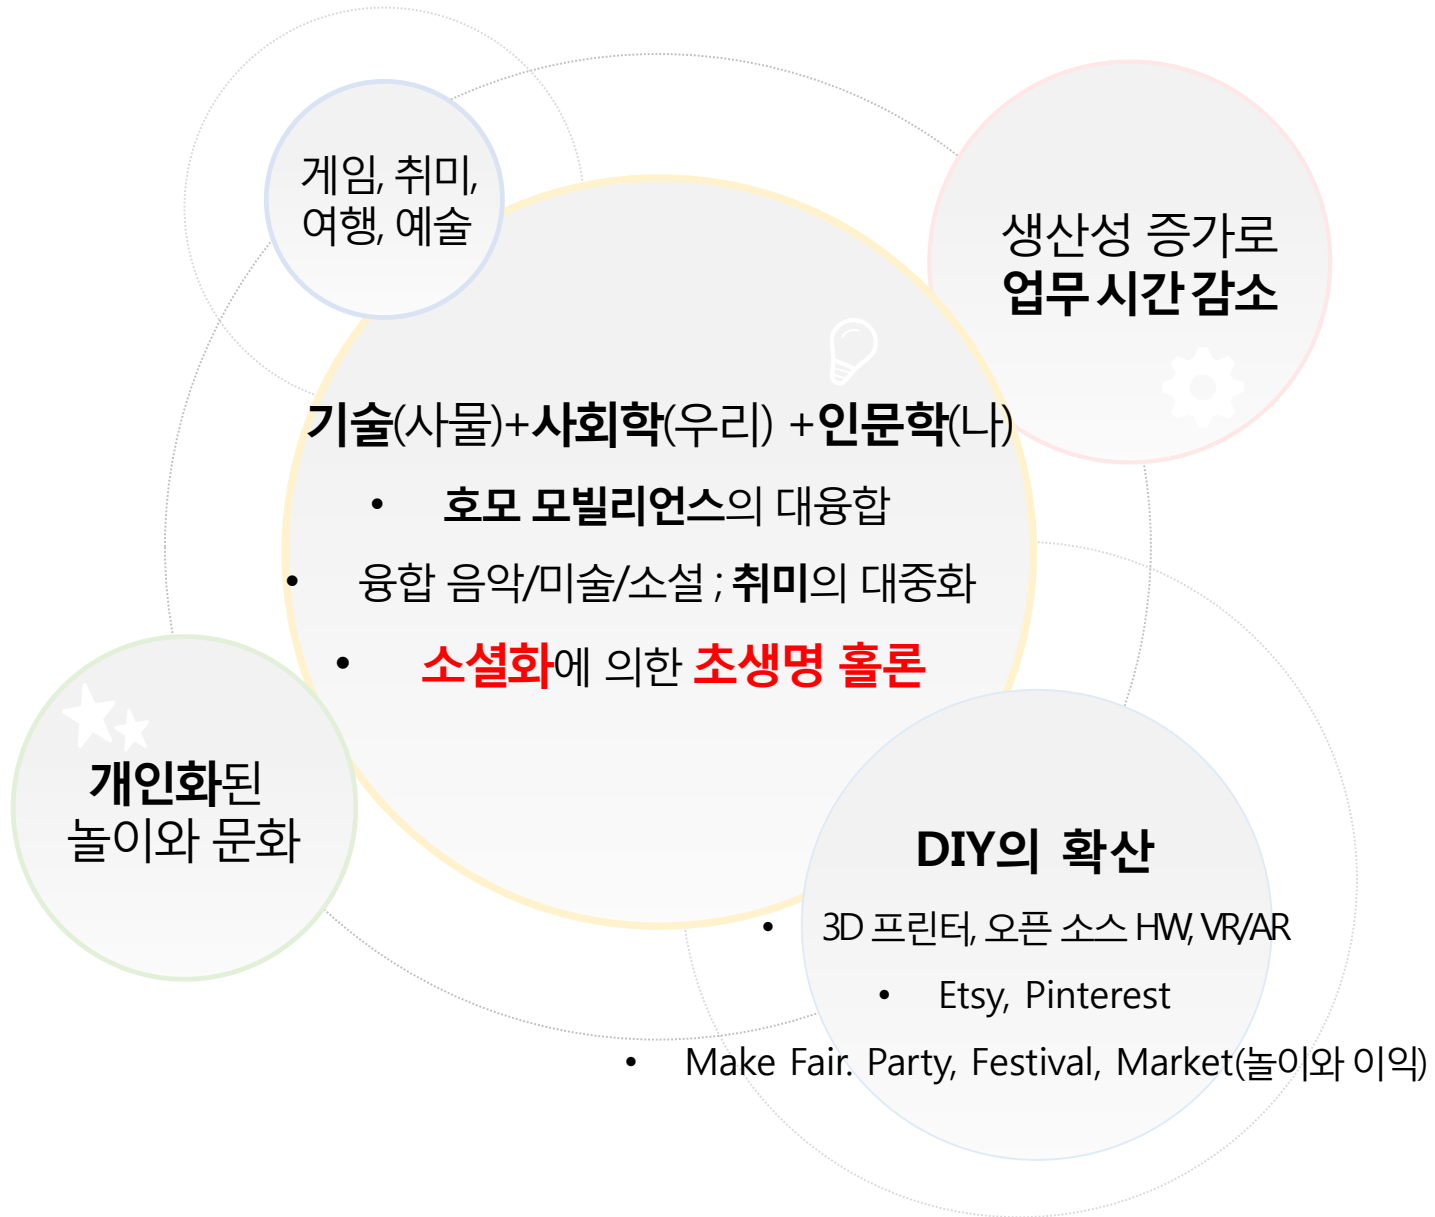 게임, 취미,
여행, 예술
생산성 증가로
업무 시간 감소
기술(사물)+사회학(우리) +인문학(나)
• 호모 모빌리언스의 대융합
• 융합 음악/미술/소설 ; 취미의 대중화
• 소셜화에 의한 초생명 홀론
개인화된
놀이와 문화
DIY의 확산
• 3D 프린터, 오픈 소스 HW, VR/AR
• Etsy, Pinterest
• Make Fair. Party, Festival, Market(놀이와 이익)